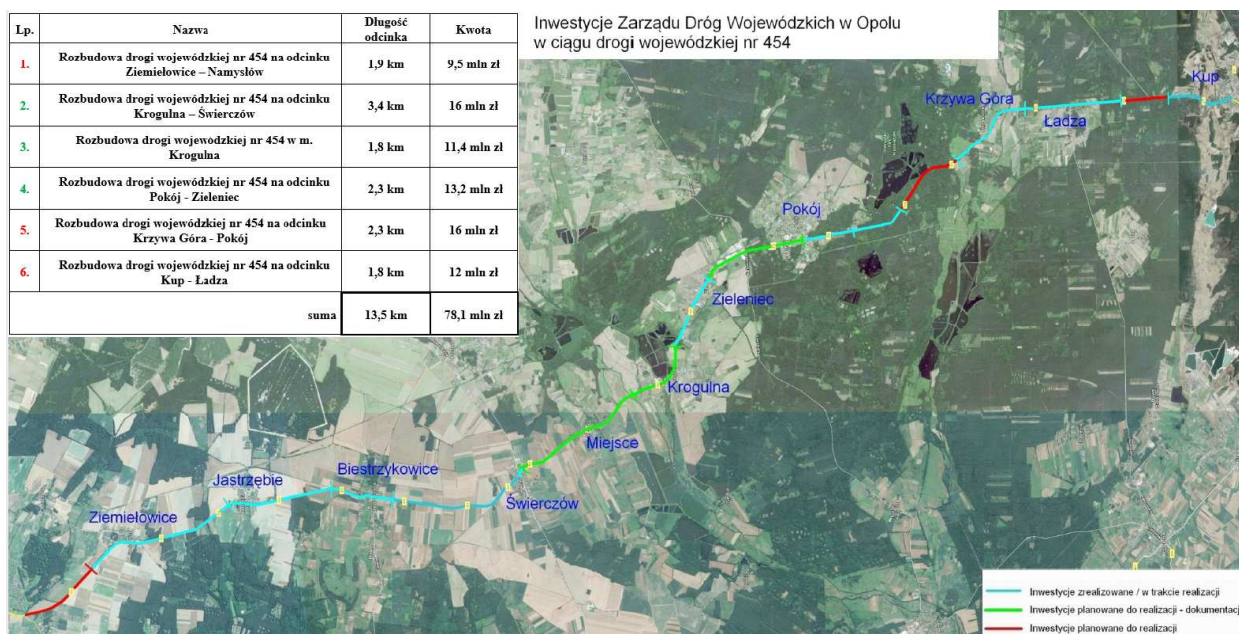 Lp. Nazwa Długość odcinka Kwota
1. Rozbudowa drogi wojewódzkiej nr 454 na odcinku Ziemiełowice – Namysłów 1,9 km 9,5 mln zł
2. Rozbudowa drogi wojewódzkiej nr 454 na odcinku Krogulna – Świerczów 3,4 km 16 mln zł
3. Rozbudowa drogi wojewódzkiej nr 454 w m. Krogulna 1,8 km 11,4 mln zł
4. Rozbudowa drogi wojewódzkiej nr 454 na odcinku Pokój - Zieleniec 2,3 km 13,2 mln zł
5. Rozbudowa drogi wojewódzkiej nr 454 na odcinku Krzywa Góra - Pokój 2,3 km 16 mln zł
6. Rozbudowa drogi wojewódzkiej nr 454 na odcinku Kup - Ładza 1,8 km 12 mln zł
suma 13,5 km 78,1 mln zł
Inwestycje Zarządu Dróg Wojewódzkich w Opolu
w ciągu drogi wojewódzkiej nr 454
Kup
Krzywa Góra
Ładza
Pokój
Zieleniec
Krogulna
Miejsce
Biestrzykowice
Jastrzębie
Świerczów
Ziemiełowice
Inwestycje zrealizowane / w trakcie realizacji
Inwestycje planowane do realizacji - dokumentacj
Inwestycje planowane do realizacji